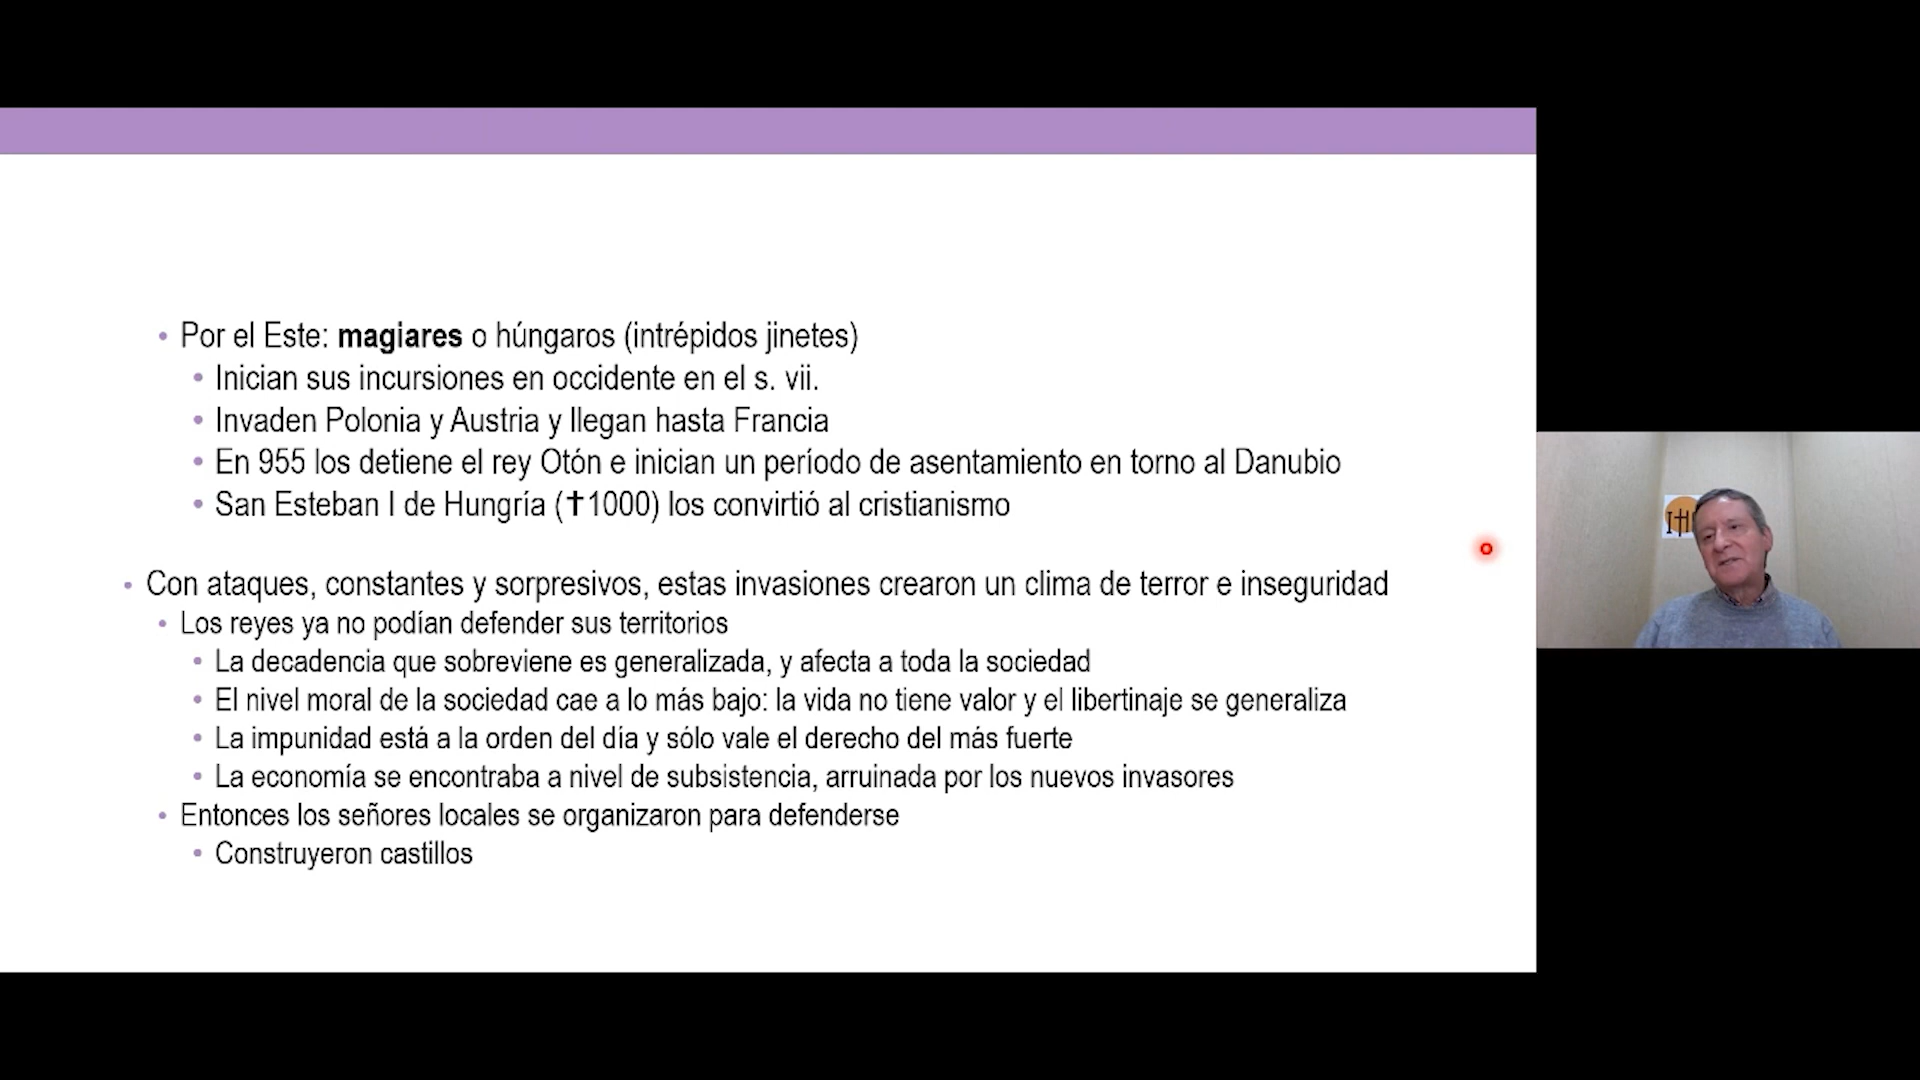 Por el Este: magiares o húngaros (intrépidos jinetes)
Inician sus incursiones en occidente en el s. vii.
Invaden Polonia y Austria y llegan hasta Francia
En 955 los detiene el rey Otón e inician un período de asentamiento en torno al Danubio
San Esteban I de Hungría (✝1000) los convirtió al cristianismo
Con ataques, constantes y sorpresivos, estas invasiones crearon un clima de terror e inseguridad
Los reyes ya no podían defender sus territorios
La decadencia que sobreviene es generalizada, y afecta a toda la sociedad
El nivel moral de la sociedad cae a lo más bajo: la vida no tiene valor y el libertinaje se generaliza
La impunidad está a la orden del día y sólo vale el derecho del más fuerte
La economía se encontraba a nivel de subsistencia, arruinada por los nuevos invasores
Entonces los señores locales se organizaron para defenderse
Construyeron castillos